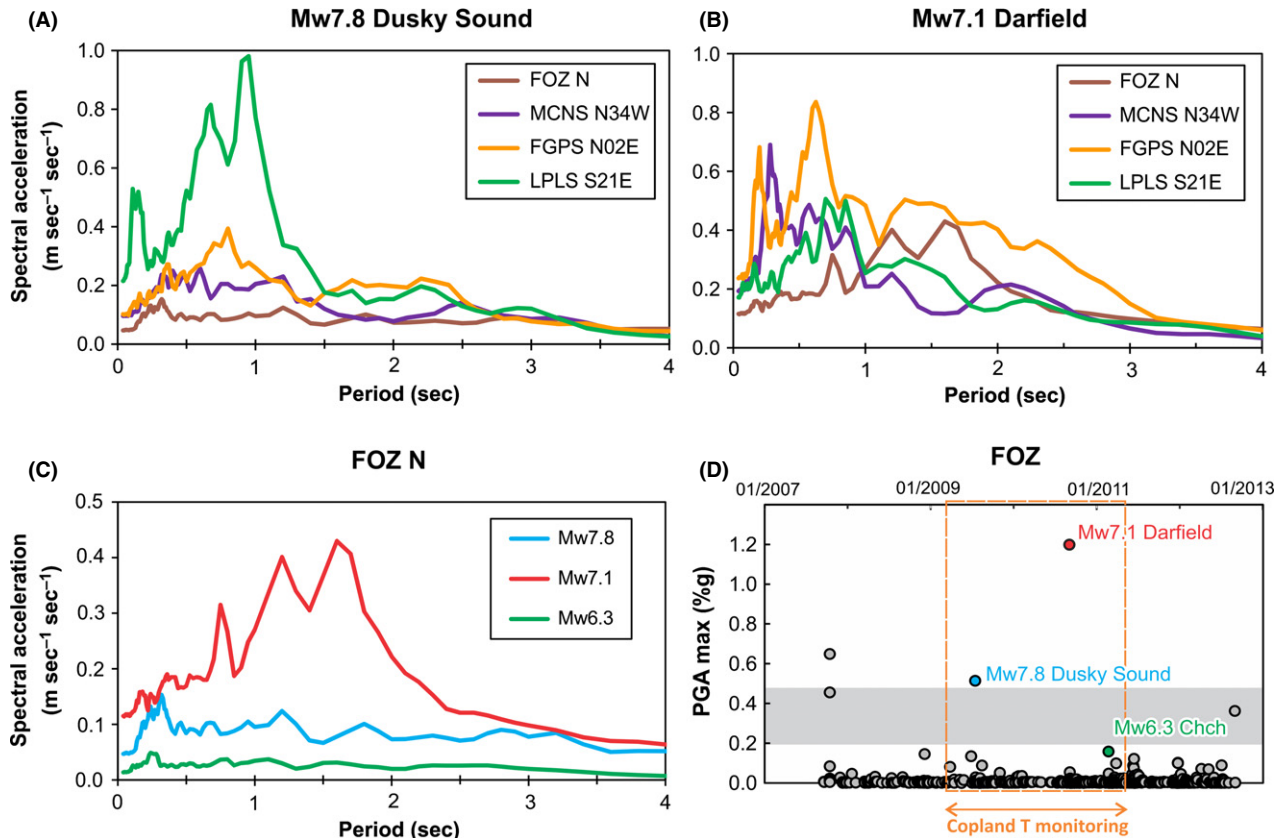 (A)
Mw7.8 Dusky Sound
Spectral acceleration
(m sec⁻¹ sec⁻¹)
1.0
0.8
0.6
0.4
0.2
0.0
FOZ N
MCNS N34W
FGPS N02E
LPLS S21E
0 1 2 3 4
Period (sec)
(B)
Mw7.1 Darfield
1.0
0.8
0.6
0.4
0.2
0.0
FOZ N
MCNS N34W
FGPS N02E
LPLS S21E
0 1 2 3 4
Period (sec)
(C)
FOZ N
Spectral acceleration
(m sec⁻¹ sec⁻¹)
0.5
0.4
0.3
0.2
0.1
0.0
Mw7.8
Mw7.1
Mw6.3
0 1 2 3 4
Period (sec)
(D)
FOZ
01/2007 01/2009 01/2011 01/2013
PGA max (%g)
1.2
1.0
0.8
0.6
0.4
0.2
0.0
Mw7.1 Darfield
Mw7.8 Dusky Sound
Mw6.3 Chch
Copland T monitoring